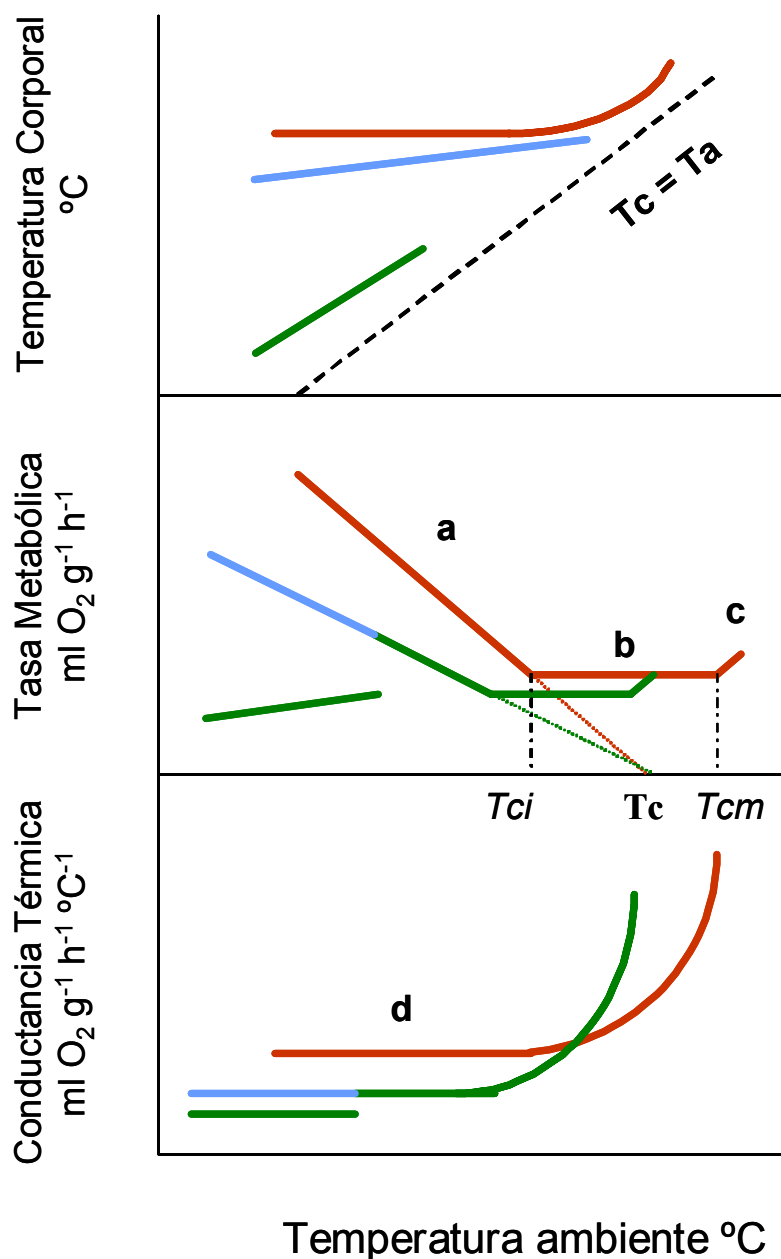 Temperatura Corporal
ºC
Tc = Ta
Tasa Metabólica
ml O₂ g⁻¹ h⁻¹
a
b
c
Tci
Tc
Tcm
Conductancia Térmica
ml O₂ g⁻¹ h⁻¹ ºC⁻¹
d
Temperatura ambiente ºC